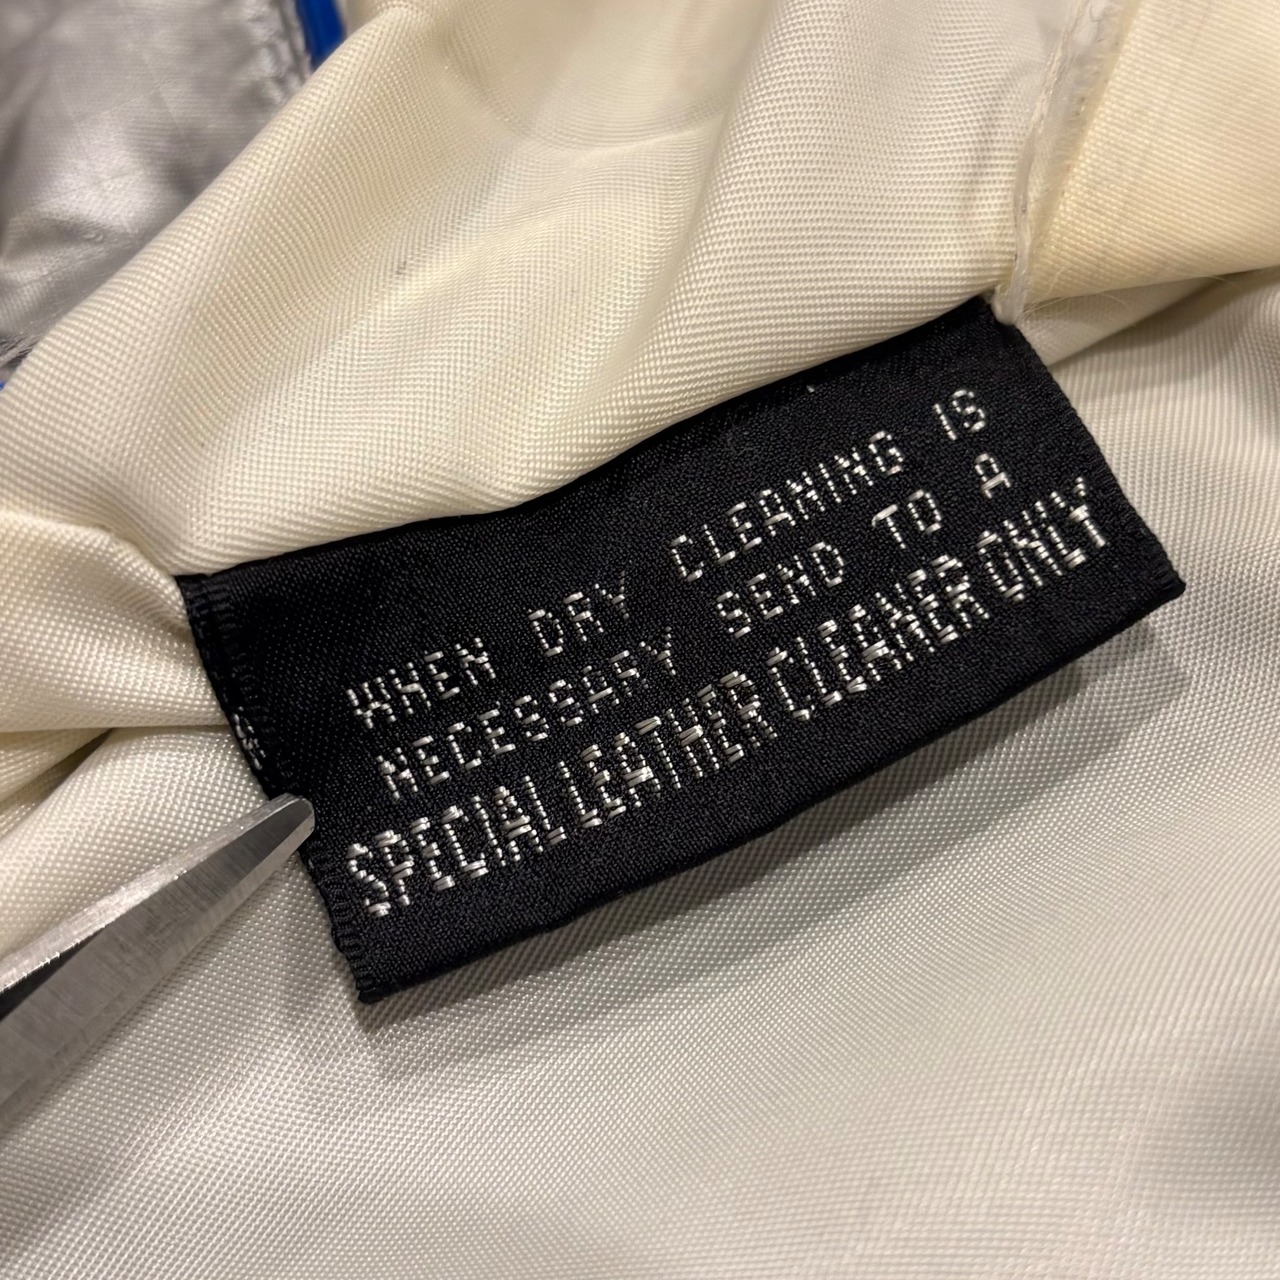 WHEN DRY CLEANING IS
NECESSARY SEND TO A
SPECIAL LEATHER CLEANER ONLY